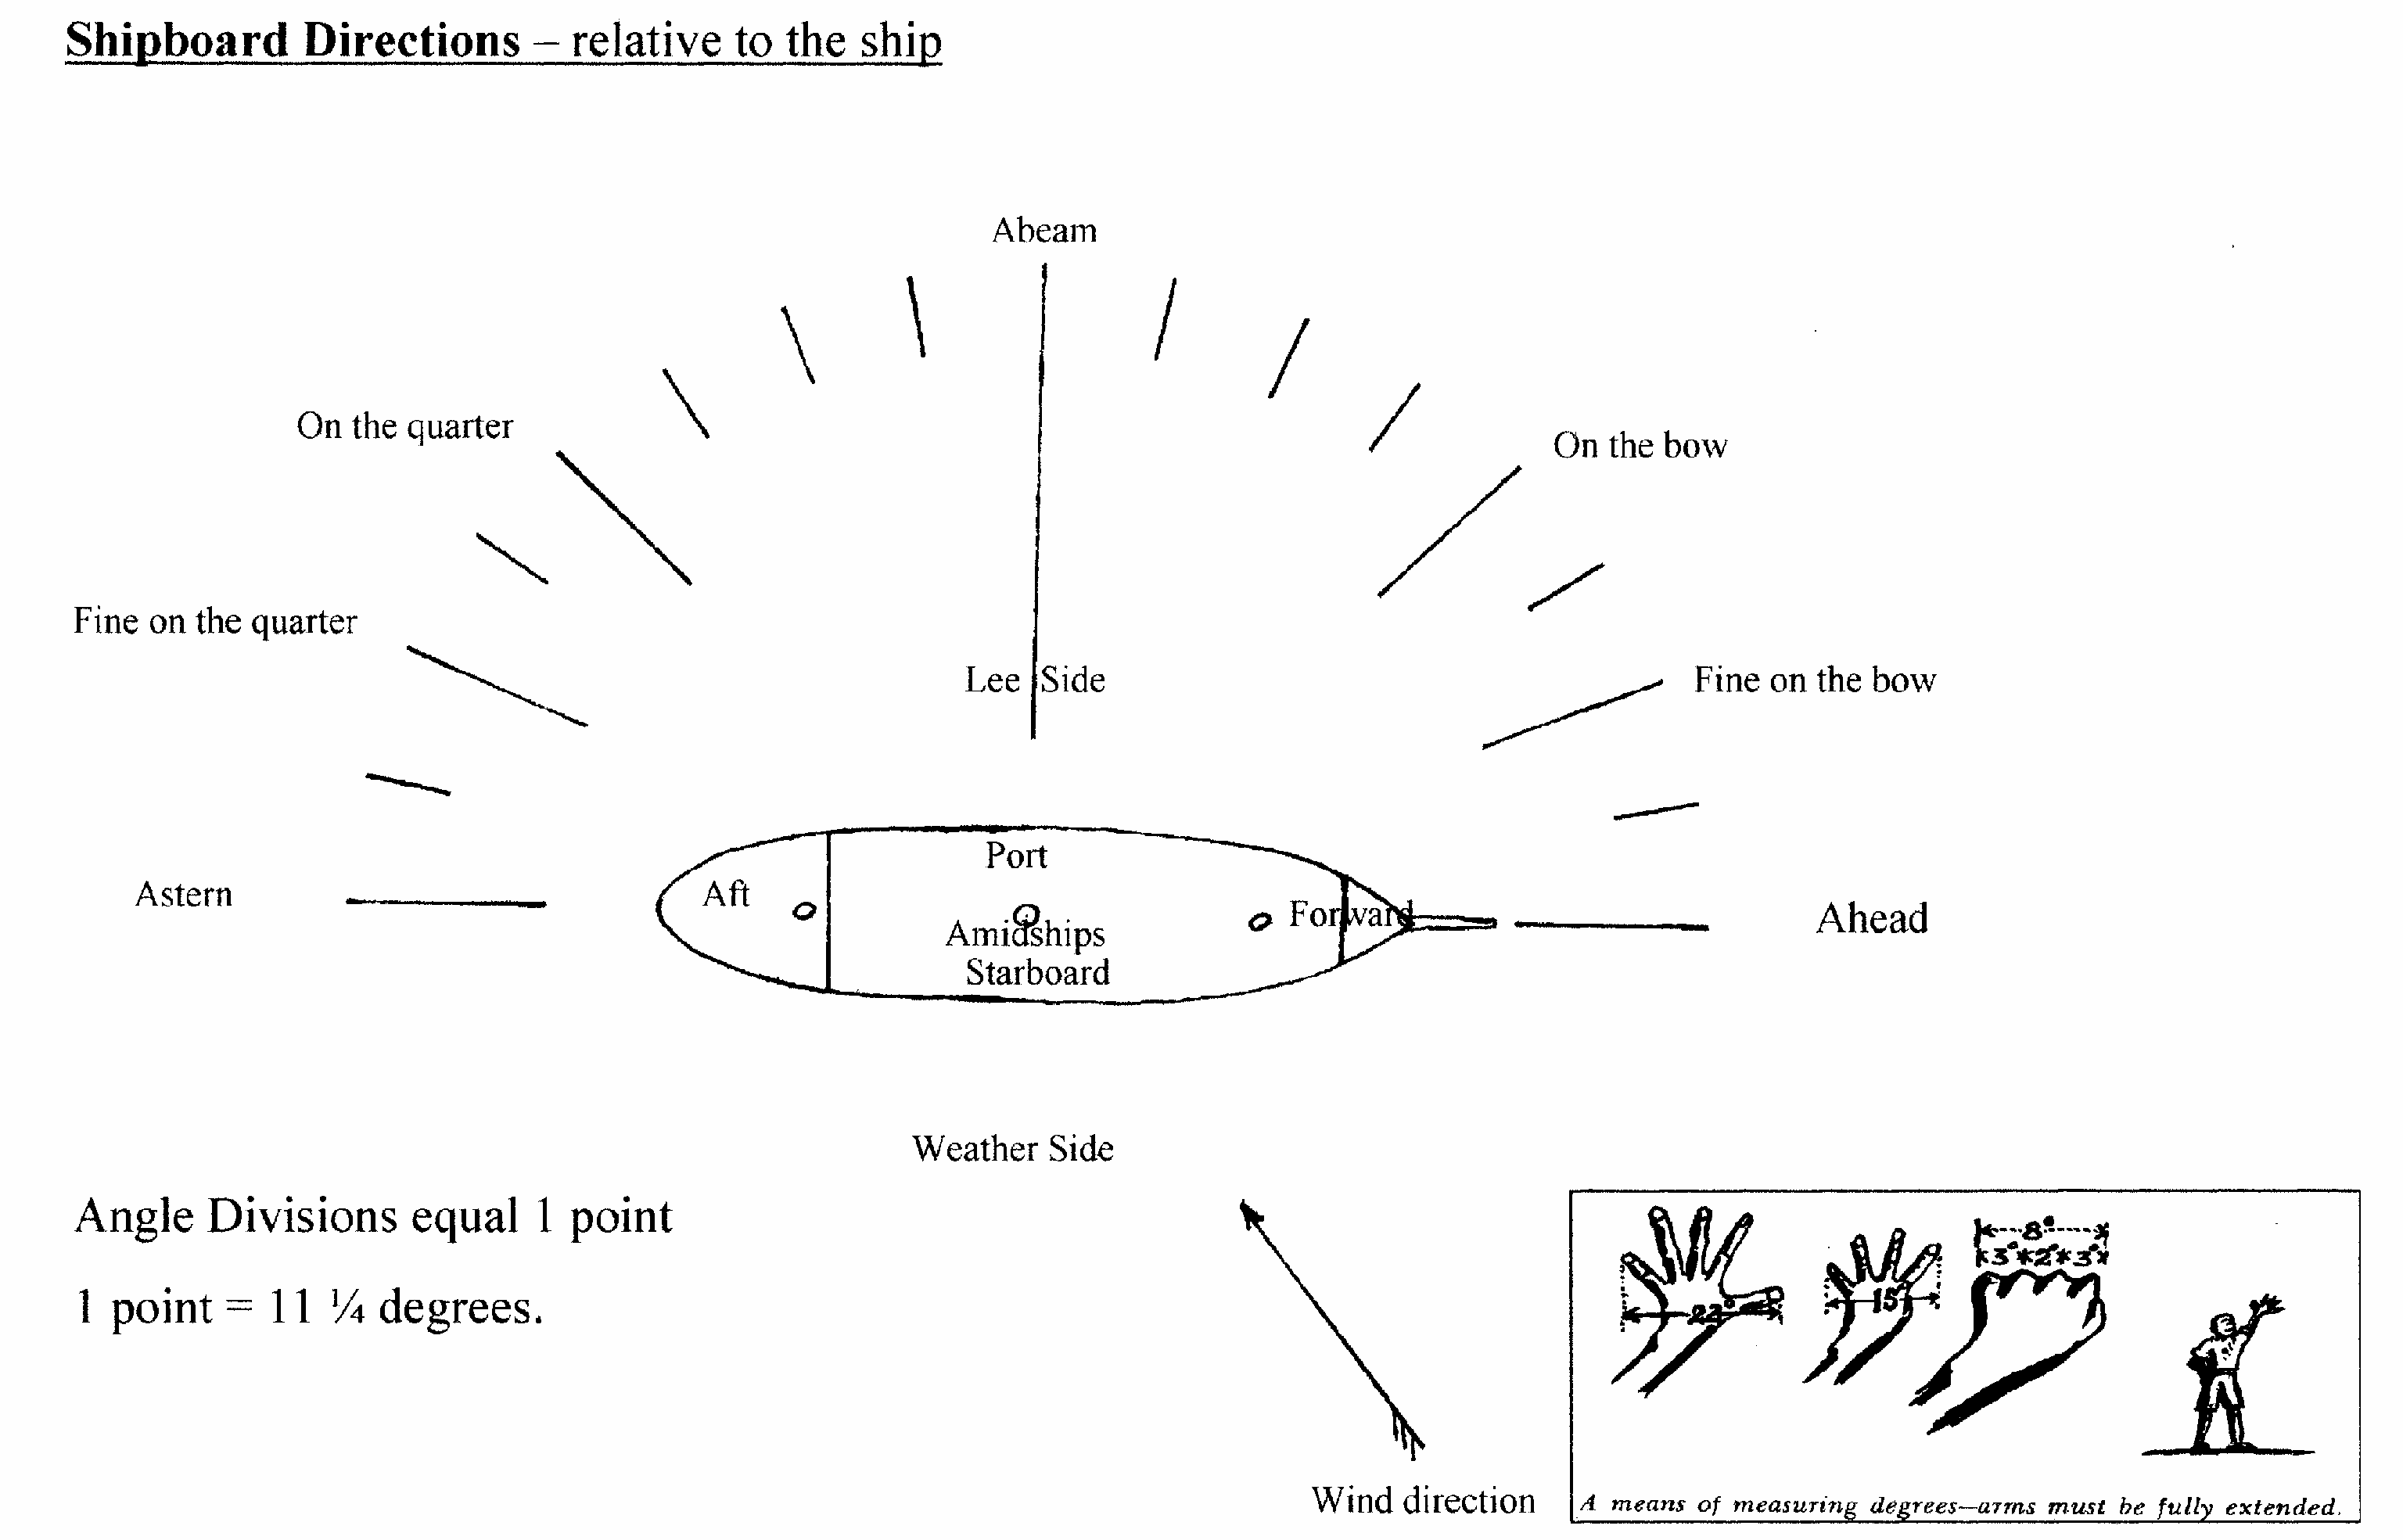 Shipboard Directions – relative to the ship
Abeam
On the quarter
On the bow
Fine on the quarter
Lee Side
Fine on the bow
Port
Astern
Aft
Forward
Ahead
Amidships
Starboard
Weather Side
Angle Divisions equal 1 point
1 point = 11 ¼ degrees.
Wind direction
8°
3° 2° 3°
22°
15°
A means of measuring degrees—arms must be fully extended.